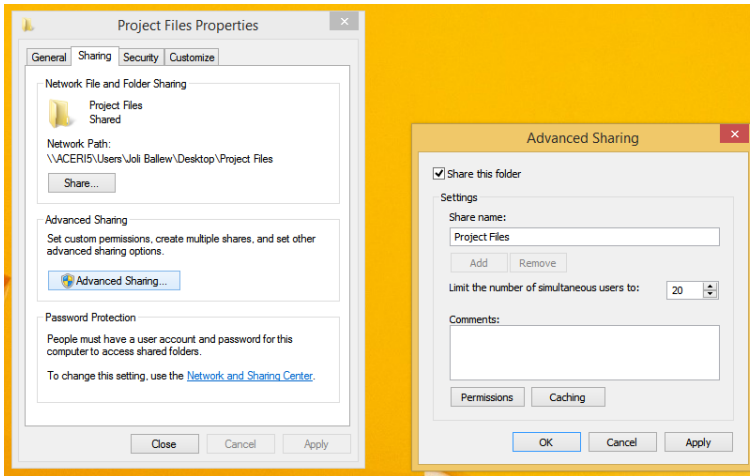 Project Files Properties
General Sharing Security Customize
Network File and Folder Sharing
Project Files
Shared
Network Path:
\\ACERI5\Users\Joli Ballew\Desktop\Project Files
Share...
Advanced Sharing
Set custom permissions, create multiple shares, and set other
advanced sharing options.
Advanced Sharing...
Password Protection
People must have a user account and password for this
computer to access shared folders.
To change this setting, use the Network and Sharing Center.
Close Cancel Apply
Advanced Sharing
Share this folder
Settings
Share name:
Project Files
Add Remove
Limit the number of simultaneous users to: 20
Comments:
Permissions Caching
OK Cancel Apply